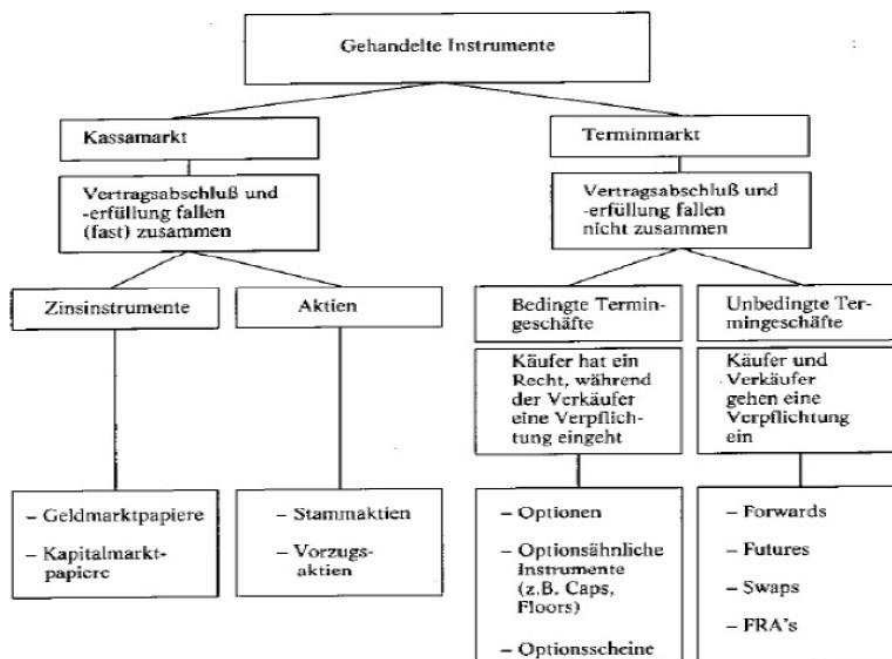 Gehandelte Instrumente
Kassamarkt
Vertragsabschluß und
-erfüllung fallen
(fast) zusammen
Zinsinstrumente
– Geldmarktpapiere
– Kapitalmarkt-
papiere
Aktien
– Stammaktien
– Vorzugs-
aktien
Terminmarkt
Vertragsabschluß und
-erfüllung fallen
nicht zusammen
Bedingte Termin-
geschäfte
Käufer hat ein
Recht, während
der Verkäufer
eine Verpflich-
tung eingeht
– Optionen
– Optionsähnliche
Instrumente
(z.B. Caps,
Floors)
– Optionsscheine
Unbedingte Ter-
mingeschäfte
Käufer und
Verkäufer
gehen eine
Verpflichtung
ein
– Forwards
– Futures
– Swaps
– FRA's